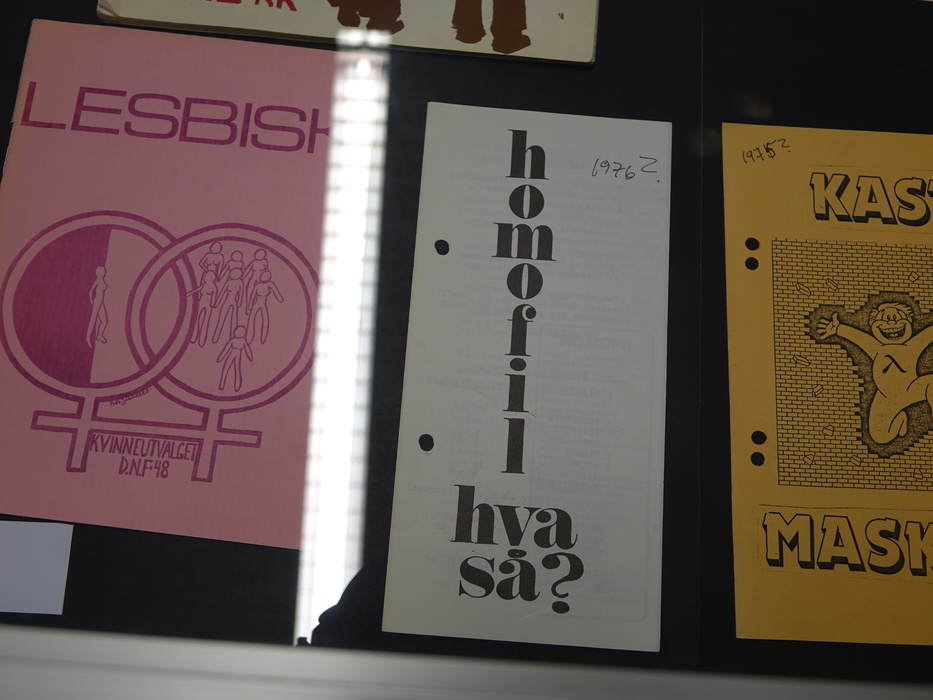 LESBISK
KVINNEUTVALGET
D.N.F-48
1976?
homofil
hva
så?
1975?
KAST
MASK